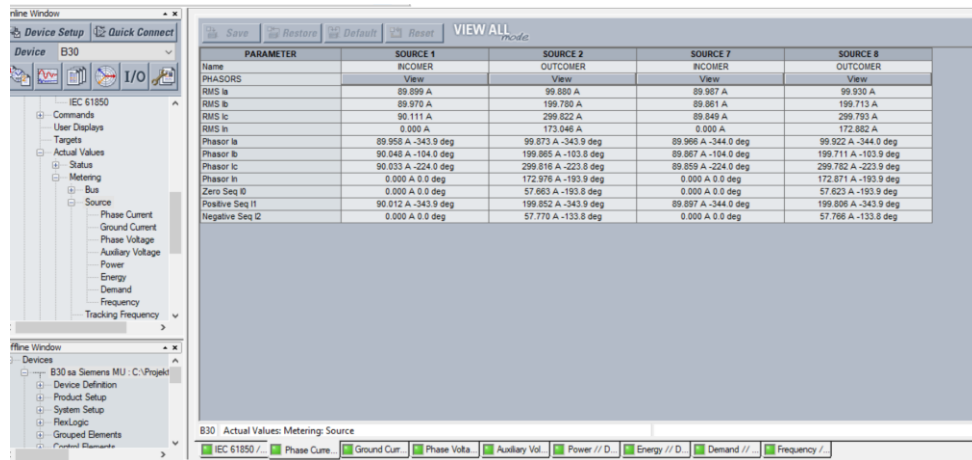 nline Window
Device Setup Quick Connect
Device B30
I/O
IEC 61850
Commands
User Displays
Targets
Actual Values
Status
Metering
Bus
Source
Phase Current
Ground Current
Phase Voltage
Auxiliary Voltage
Power
Energy
Demand
Frequency
Tracking Frequency
ffline Window
Devices
B30 sa Siemens MU : C:\Projekt
Device Definition
Product Setup
System Setup
FlexLogic
Grouped Elements
Control Elements
Save Restore Default Reset VIEW ALL mode
PARAMETER SOURCE 1 SOURCE 2 SOURCE 7 SOURCE 8
Name INCOMER OUTCOMER INCOMER OUTCOMER
PHASORS View View View View
RMS Ia 89.899 A 99.880 A 89.987 A 99.930 A
RMS Ib 89.970 A 199.780 A 89.861 A 199.713 A
RMS Ic 90.111 A 299.822 A 89.849 A 299.793 A
RMS In 0.000 A 173.046 A 0.000 A 172.882 A
Phasor Ia 89.958 A -343.9 deg 99.873 A -343.9 deg 89.966 A -344.0 deg 99.922 A -344.0 deg
Phasor Ib 90.048 A -104.0 deg 199.865 A -103.8 deg 89.867 A -104.0 deg 199.711 A -103.9 deg
Phasor Ic 90.033 A -224.0 deg 299.816 A -223.8 deg 89.859 A -224.0 deg 299.782 A -223.9 deg
Phasor In 0.000 A 0.0 deg 172.976 A -193.9 deg 0.000 A 0.0 deg 172.871 A -193.9 deg
Zero Seq I0 0.000 A 0.0 deg 57.663 A -193.8 deg 0.000 A 0.0 deg 57.623 A -193.9 deg
Positive Seq I1 90.012 A -343.9 deg 199.852 A -343.9 deg 89.897 A -344.0 deg 199.806 A -343.9 deg
Negative Seq I2 0.000 A 0.0 deg 57.770 A -133.8 deg 0.000 A 0.0 deg 57.766 A -133.8 deg
B30 Actual Values: Metering: Source
IEC 61850 /... Phase Curre... Ground Curr... Phase Volta... Auxiliary Vol... Power // D... Energy // D... Demand // ... Frequency /...